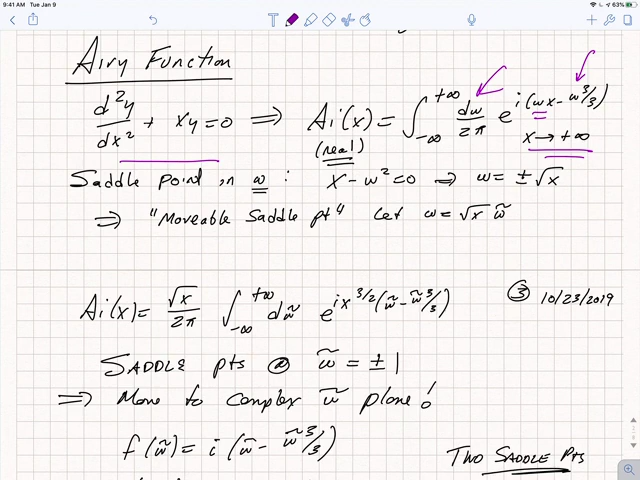 9:41 AM Tue Jan 9
63%
Airy Function
d²y/dx² + xy = 0 ⟹ Ai(x) = ∫_{-∞}^{+∞} dω/2π e^{i(ωx - ω³/3)}
(real) x → +∞
Saddle point in ω : x - ω² = 0 ⟹ ω = ±√x
⟹ "Moveable Saddle pt" Let ω = √x ω̃
③ 10/23/2019
Ai(x) = √x/2π ∫_{-∞}^{+∞} dω̃ e^{ix^{3/2}(ω̃ - ω̃³/3)}
SADDLE pts @ ω̃ = ±1
⟹ Move to complex ω̃ plane!
f(ω̃) = i(ω̃ - ω̃³/3)
TWO SADDLE Pts